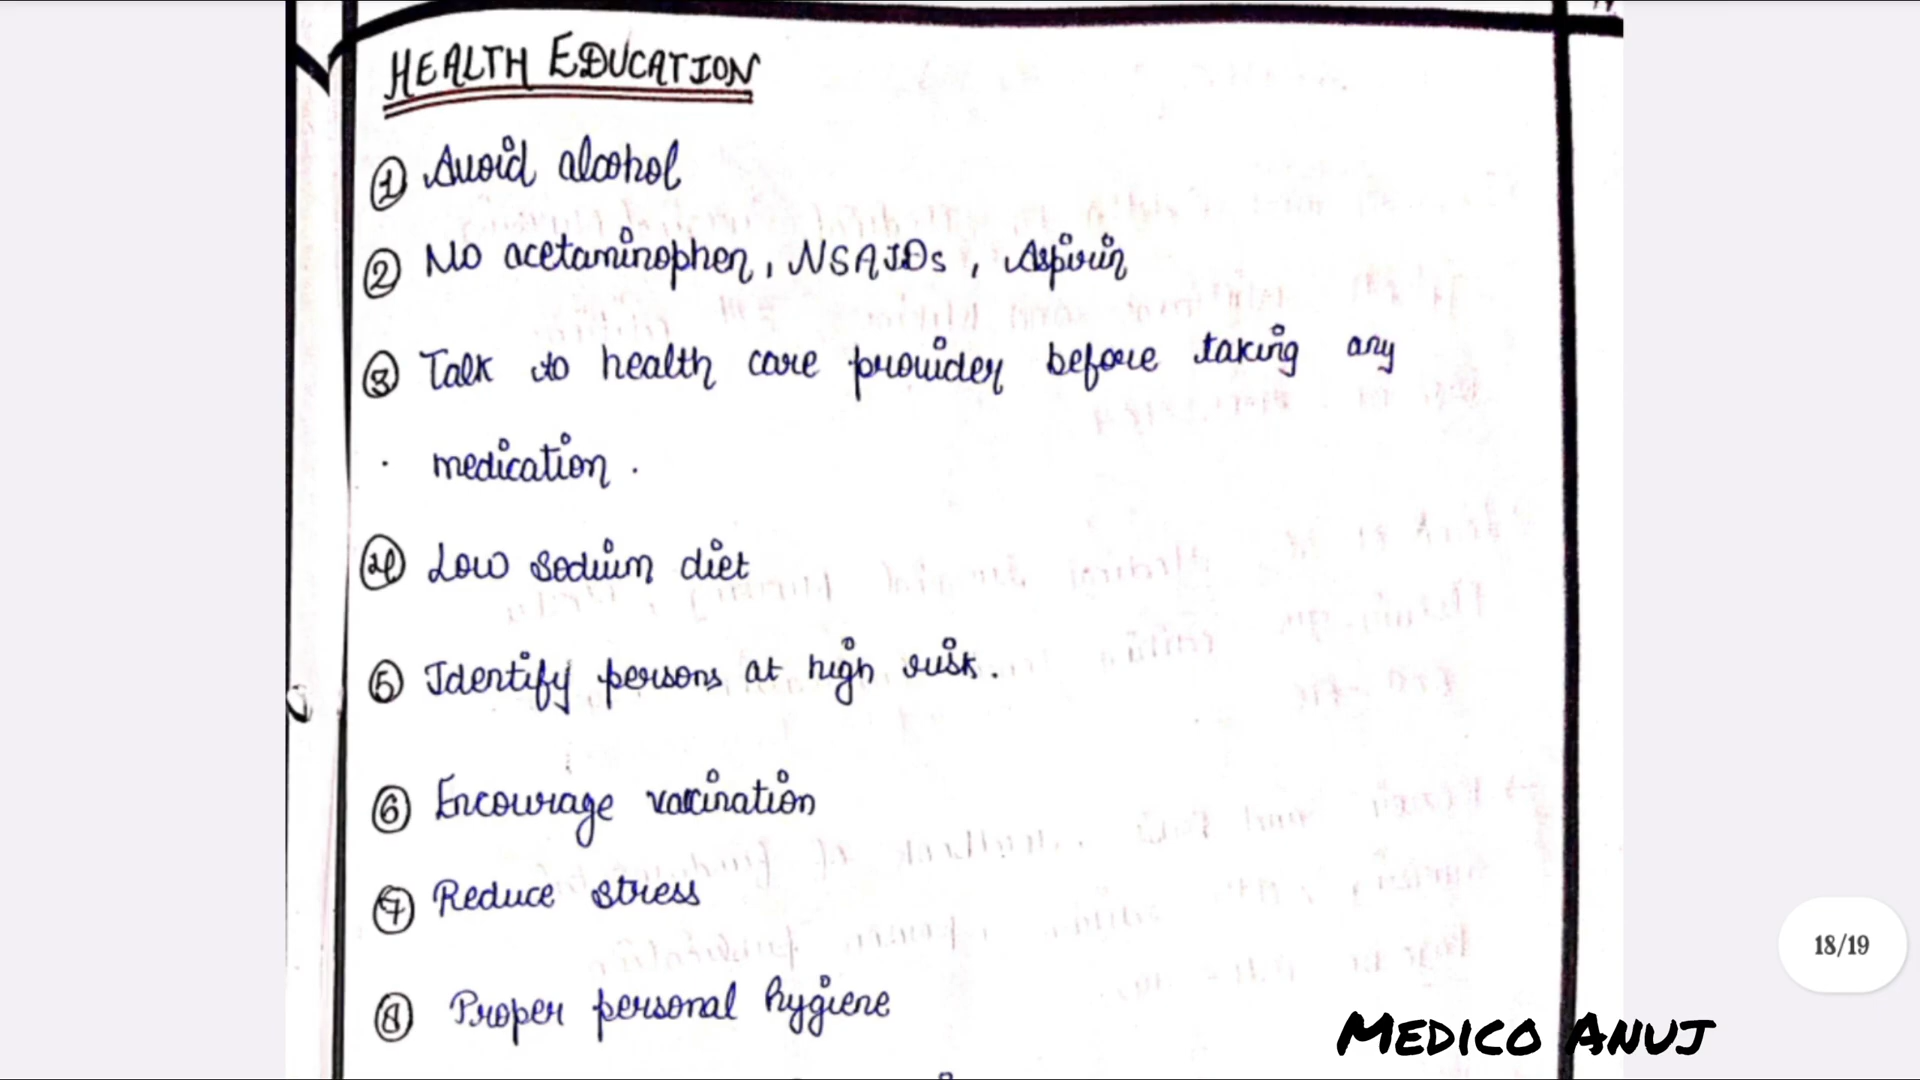 HEALTH EDUCATION
① Avoid alcohol
② No acetaminophen, NSAIDs, Aspirin
③ Talk to health care provider before taking any
medication.
④ Low sodium diet
⑤ Identify persons at high risk.
⑥ Encourage vaccination
⑦ Reduce stress
⑧ Proper personal hygiene
18/19
MEDICO ANUJ